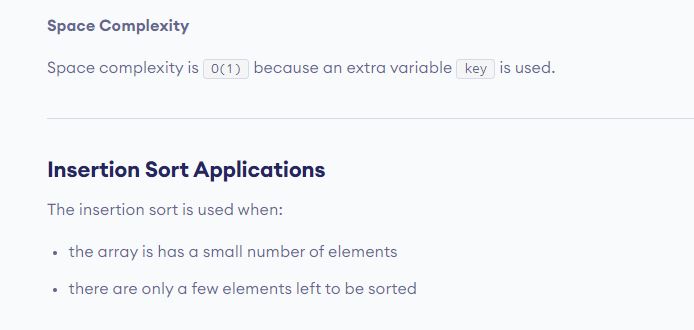 Space Complexity
Space complexity is O(1) because an extra variable key is used.
Insertion Sort Applications
The insertion sort is used when:
• the array is has a small number of elements
• there are only a few elements left to be sorted